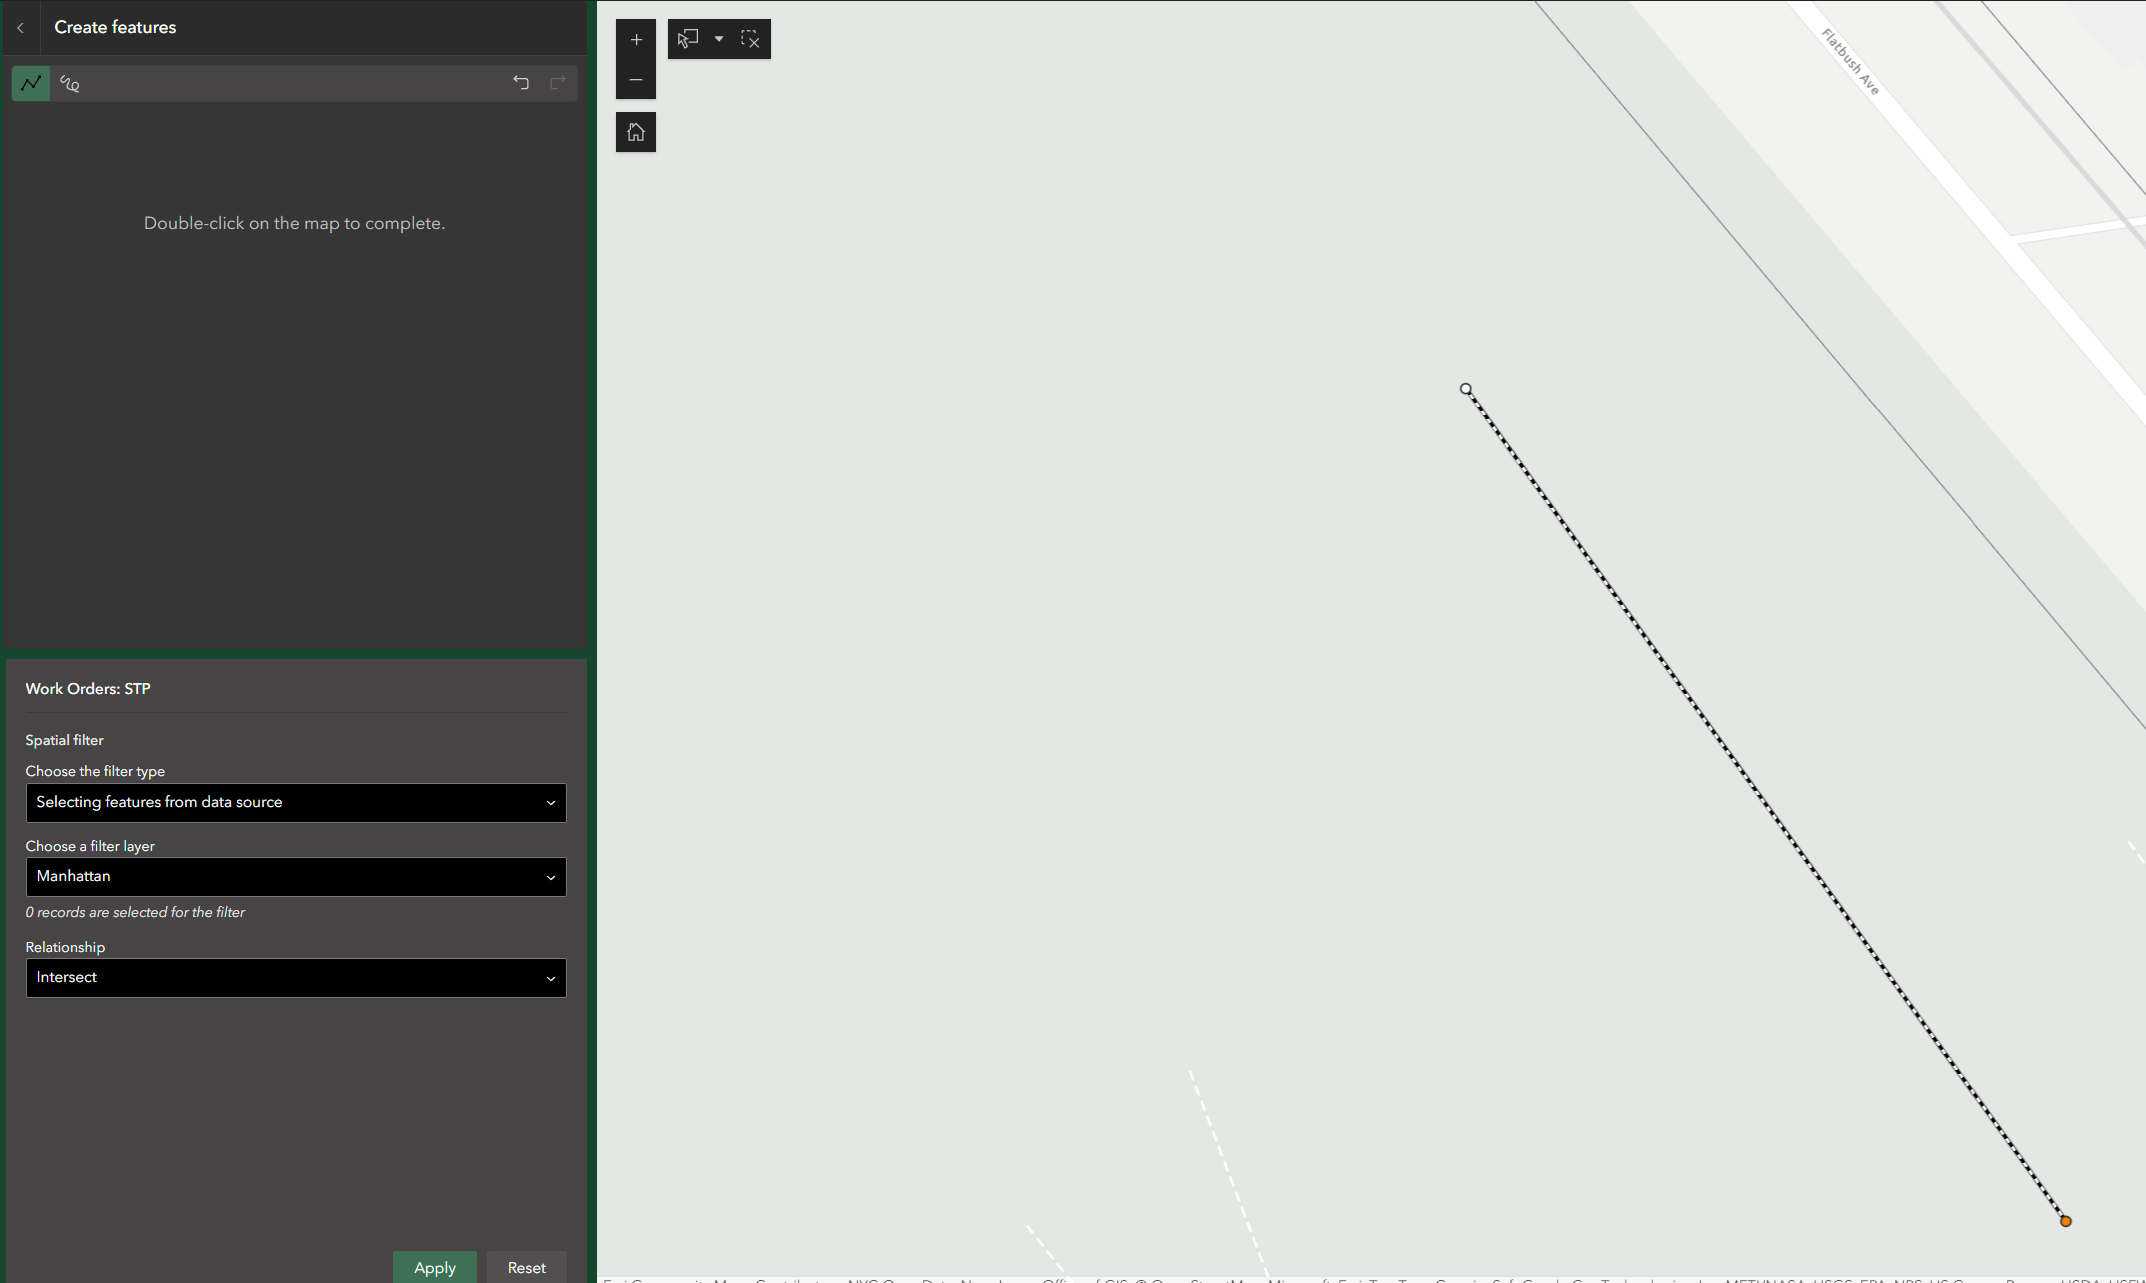 Create features
Double-click on the map to complete.
Work Orders: STP
Spatial filter
Choose the filter type
Selecting features from data source
Choose a filter layer
Manhattan
0 records are selected for the filter
Relationship
Intersect
Apply
Reset
Flatbush Ave